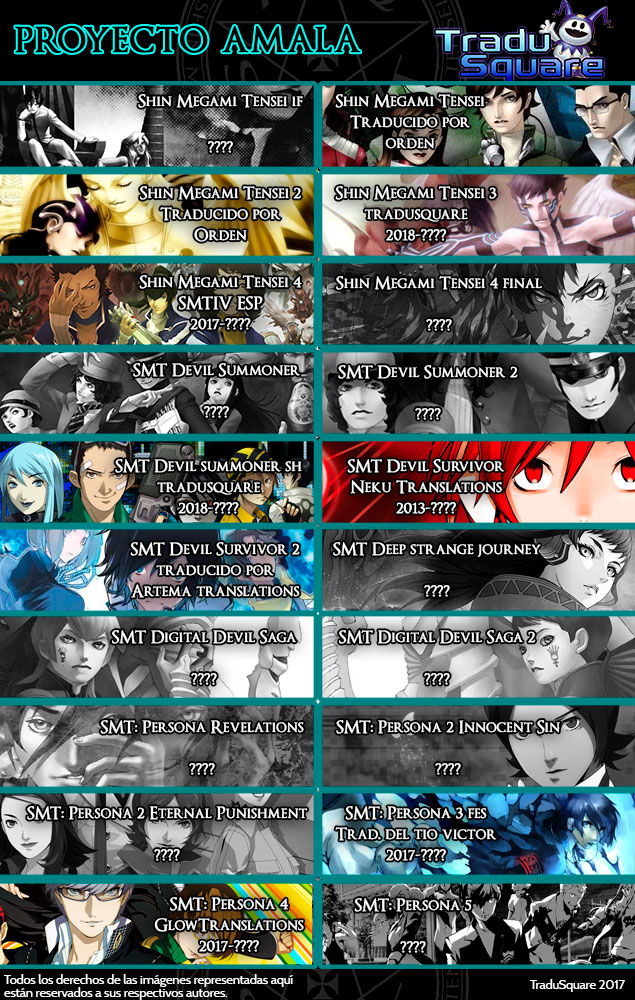 PROYECTO AMALA
Tradu
Square
Shin Megami Tensei if
????
Shin Megami Tensei
Traducido por
orden
Shin Megami Tensei 2
Traducido por
Orden
Shin Megami Tensei 3
tradusquare
2018-????
Shin Megami Tensei 4
SMTIV ESP
2017-????
Shin Megami Tensei 4 final
????
SMT Devil Summoner
????
SMT Devil Summoner 2
????
SMT Devil summoner sh
tradusquare
2018-????
SMT Devil Survivor
Neku Translations
2013-????
SMT Devil Survivor 2
traducido por
Artema translations
SMT Deep strange journey
????
SMT Digital Devil Saga
????
SMT Digital Devil Saga 2
????
SMT: Persona Revelations
????
SMT: Persona 2 Innocent Sin
????
SMT: Persona 2 Eternal Punishment
????
SMT: Persona 3 fes
Trad. del tio victor
2017-????
SMT: Persona 4
GlowTranslations
2017-????
SMT: Persona 5
????
Todos los derechos de las imágenes representadas aquí
están reservados a sus respectivos autores.
TraduSquare 2017